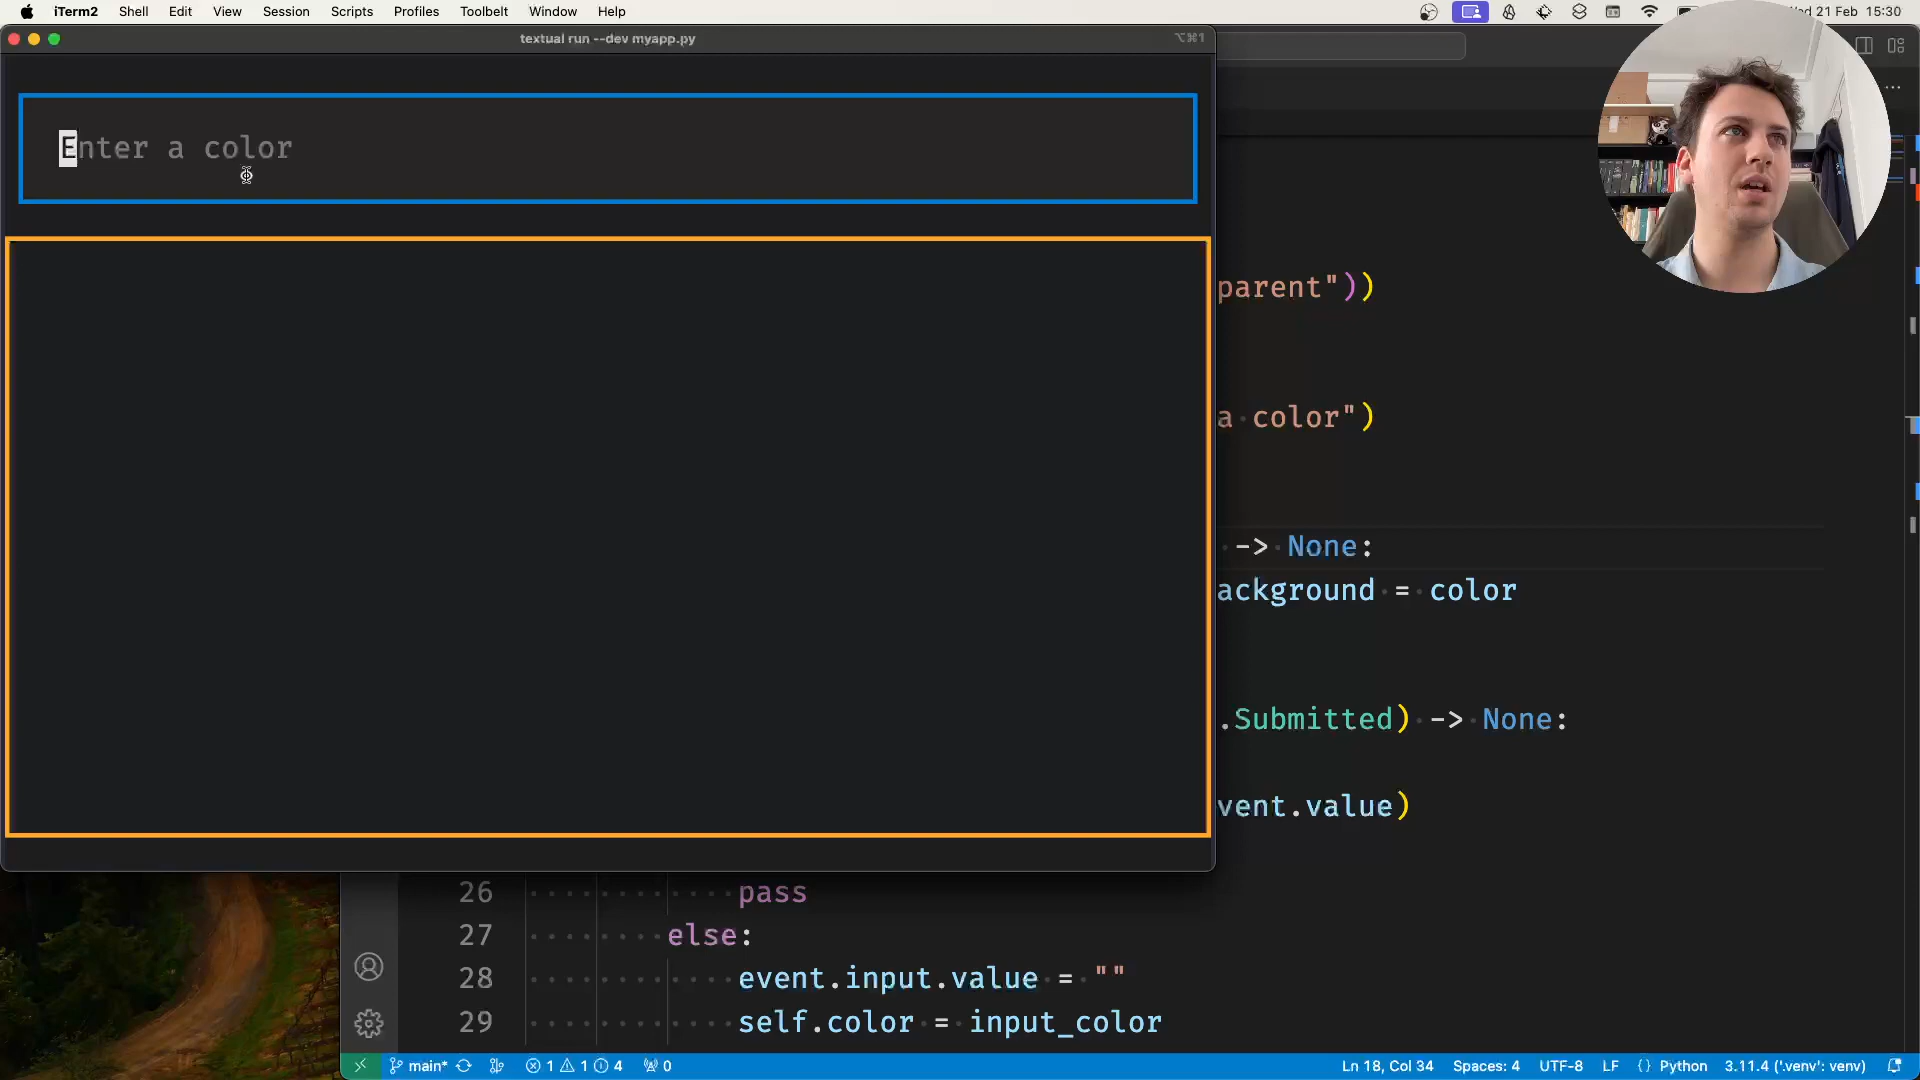 iTerm2 Shell Edit View Session Scripts Profiles Toolbelt Window Help
Wed 21 Feb 15:30
textual run --dev myapp.py
⌥⌘1
Enter a color
parent"))
a color")
-> None:
ackground = color
.Submitted) -> None:
vent.value)
26 pass
27 else:
28 event.input.value = ""
29 self.color = input_color
main* 1 1 4 0
Ln 18, Col 34 Spaces: 4 UTF-8 LF {} Python 3.11.4 ('.venv': venv)